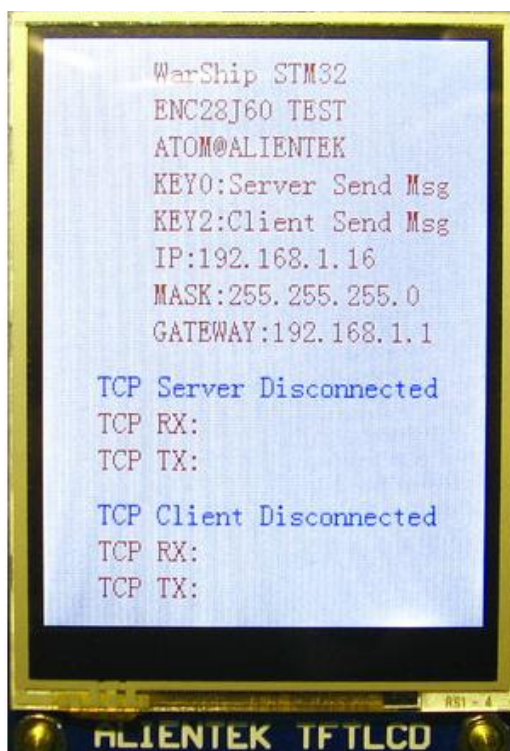 WarShip STM32
ENC28J60 TEST
ATOM@ALIENTEK
KEY0:Server Send Msg
KEY2:Client Send Msg
IP:192.168.1.16
MASK:255.255.255.0
GATEWAY:192.168.1.1
TCP Server Disconnected
TCP RX:
TCP TX:
TCP Client Disconnected
TCP RX:
TCP TX:
ALIENTEK TFTLCD